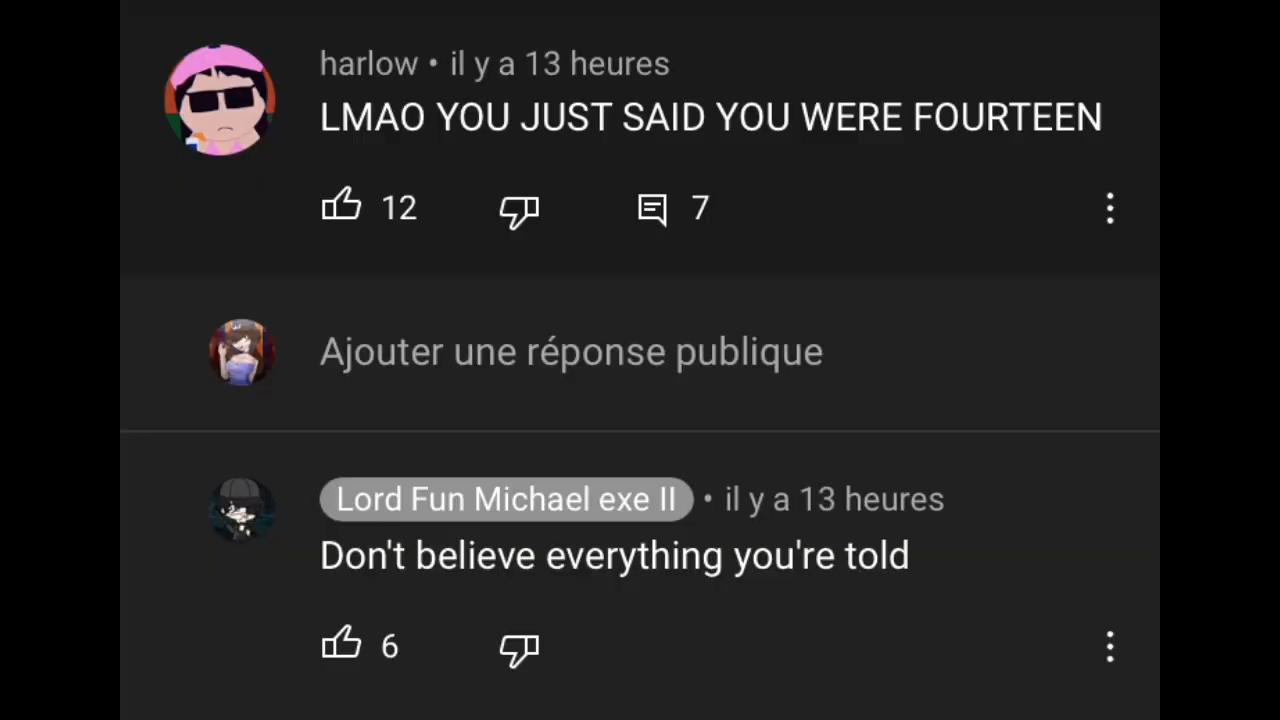 harlow • il y a 13 heures
LMAO YOU JUST SAID YOU WERE FOURTEEN
12 7
Ajouter une réponse publique
Lord Fun Michael exe II • il y a 13 heures
Don't believe everything you're told
6